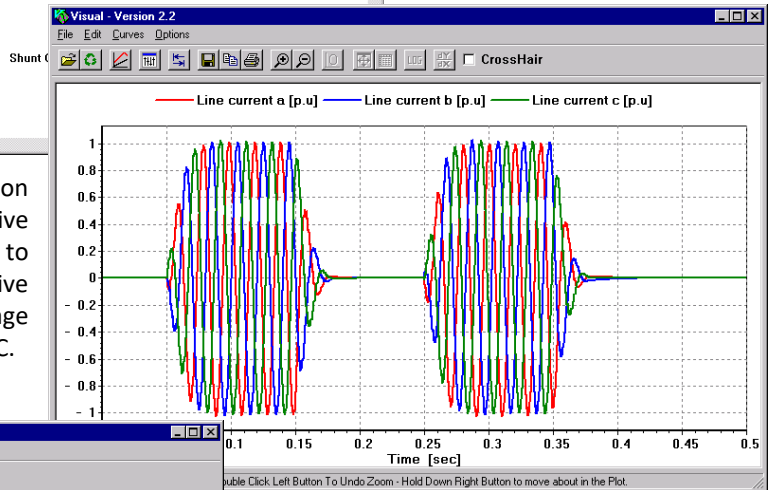 Visual - Version 2.2
File Edit Curves Options
LOG CrossHair
Shunt
Line current a [p.u] Line current b [p.u] Line current c [p.u]
1
0.8
0.6
0.4
0.2
0
- 0.2
- 0.4
- 0.6
- 0.8
- 1
0.1 0.15 0.2 0.25 0.3 0.35 0.4 0.45 0.5
Time [sec]
ouble Click Left Button To Undo Zoom - Hold Down Right Button to move about in the Plot.
on
ive
to
ive
age
C.